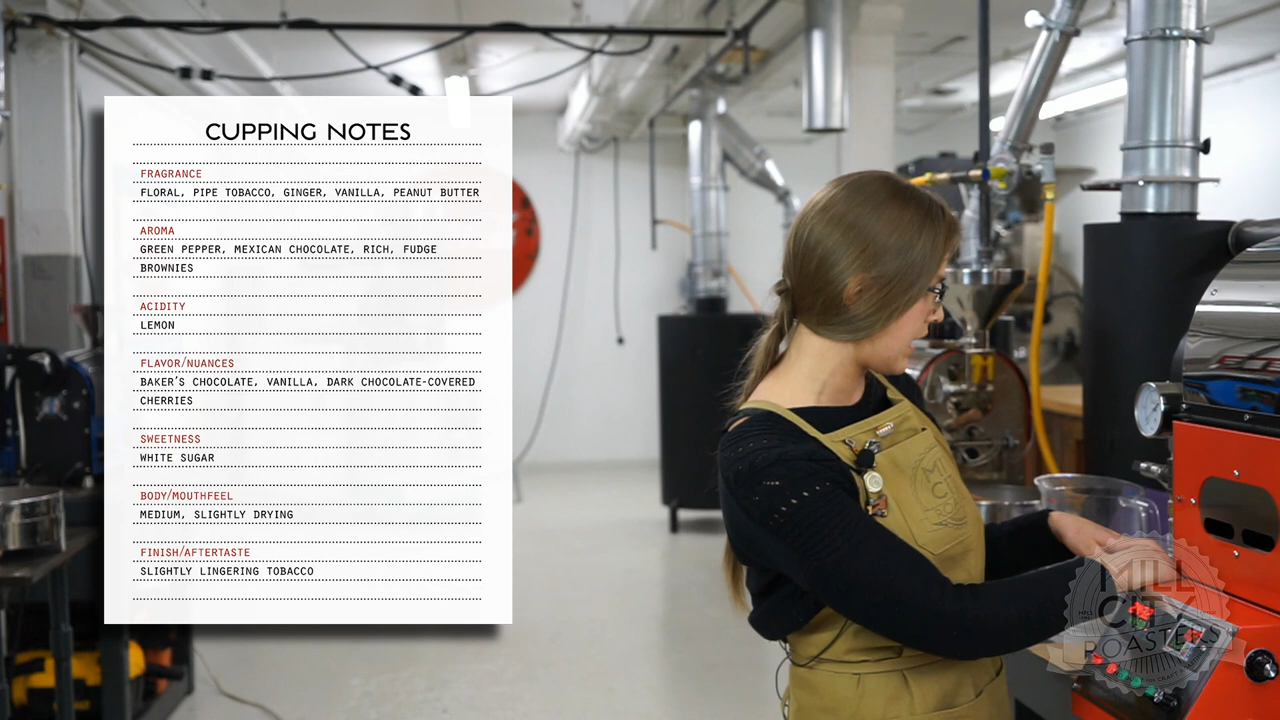 CUPPING NOTES
FRAGRANCE
FLORAL, PIPE TOBACCO, GINGER, VANILLA, PEANUT BUTTER
AROMA
GREEN PEPPER, MEXICAN CHOCOLATE, RICH, FUDGE
BROWNIES
ACIDITY
LEMON
FLAVOR/NUANCES
BAKER'S CHOCOLATE, VANILLA, DARK CHOCOLATE-COVERED
CHERRIES
SWEETNESS
WHITE SUGAR
BODY/MOUTHFEEL
MEDIUM, SLIGHTLY DRYING
FINISH/AFTERTASTE
SLIGHTLY LINGERING TOBACCO
MILL
CITY
ROASTERS